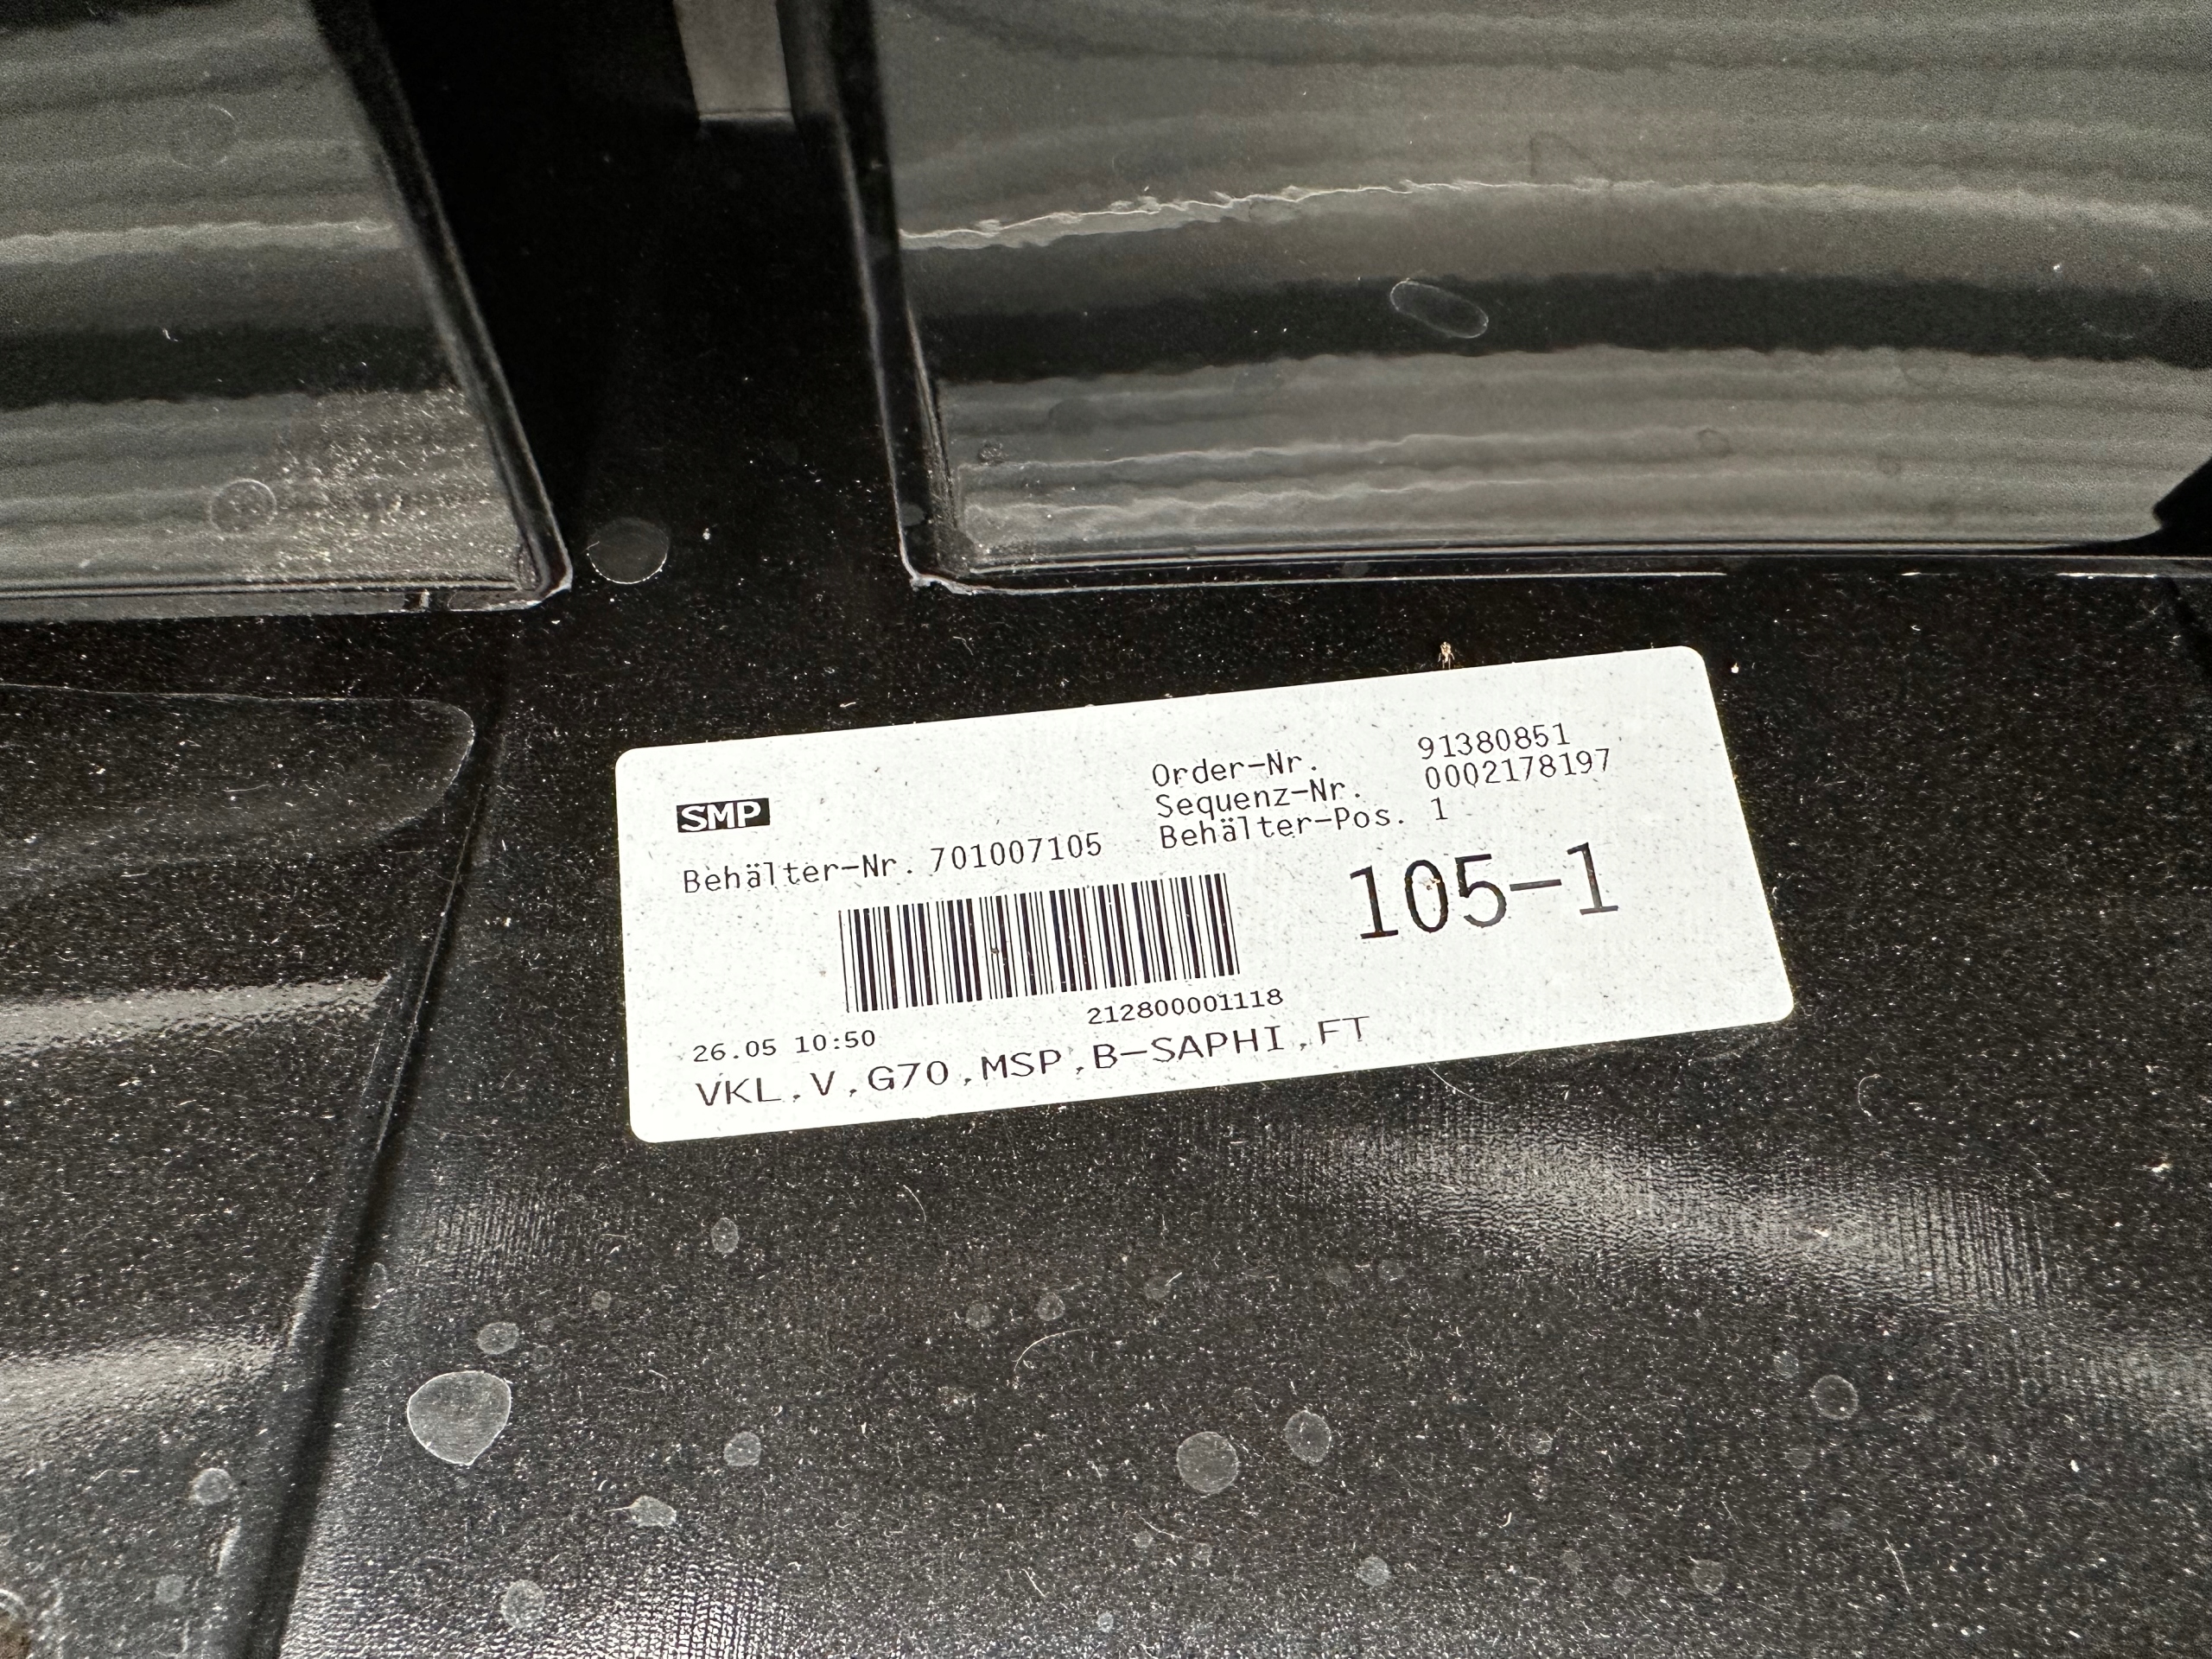 SMP
Order-Nr. 91380851
Sequenz-Nr. 0002178197
Behälter-Pos. 1
Behälter-Nr. 701007105
105-1
212800001118
26.05 10:50
VKL,V,G70,MSP,B-SAPHI,FT